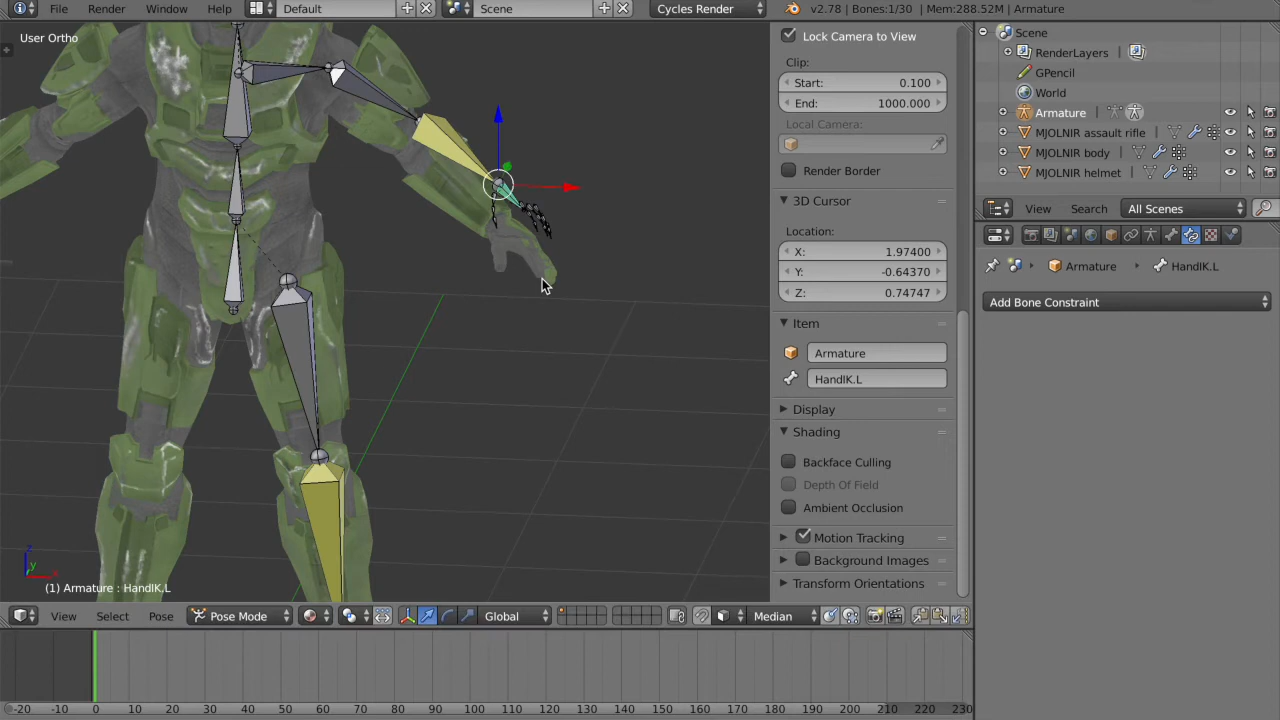 File Render Window Help Default Scene Cycles Render v2.78 | Bones:1/30 | Mem:288.52M | Armature
User Ortho
Lock Camera to View
Clip:
Start: 0.100
End: 1000.000
Local Camera:
Render Border
3D Cursor
Location:
X: 1.97400
Y: -0.64370
Z: 0.74747
Item
Armature
HandIK.L
Display
Shading
Backface Culling
Depth Of Field
Ambient Occlusion
Motion Tracking
Background Images
Transform Orientations
Scene
RenderLayers
GPencil
World
Armature
MJOLNIR assault rifle
MJOLNIR body
MJOLNIR helmet
View Search All Scenes
Armature HandIK.L
Add Bone Constraint
z
y
x
(1) Armature : HandIK.L
View Select Pose Pose Mode Global Median
-20 -10 0 10 20 30 40 50 60 70 80 90 100 110 120 130 140 150 160 170 180 190 200 210 220 230